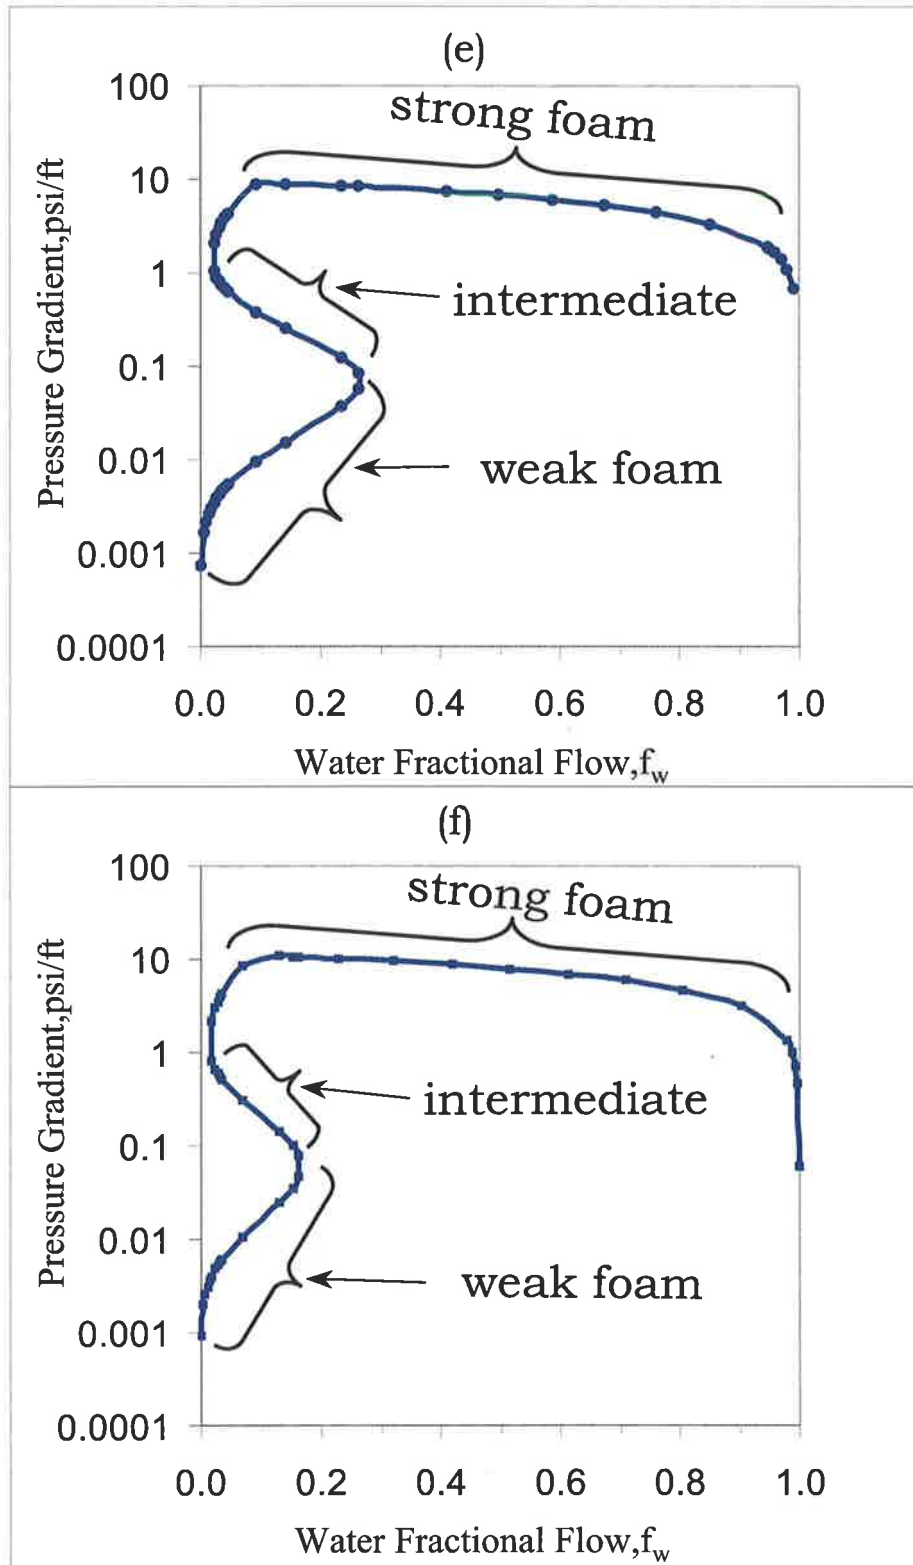 (e)
100
strong foam
10
1
intermediate
0.1
weak foam
0.01
0.001
0.0001
Pressure Gradient,psi/ft
0.0 0.2 0.4 0.6 0.8 1.0
Water Fractional Flow,fw
(f)
100
strong foam
10
1
intermediate
0.1
0.01
weak foam
0.001
0.0001
Pressure Gradient,psi/ft
0.0 0.2 0.4 0.6 0.8 1.0
Water Fractional Flow,fw